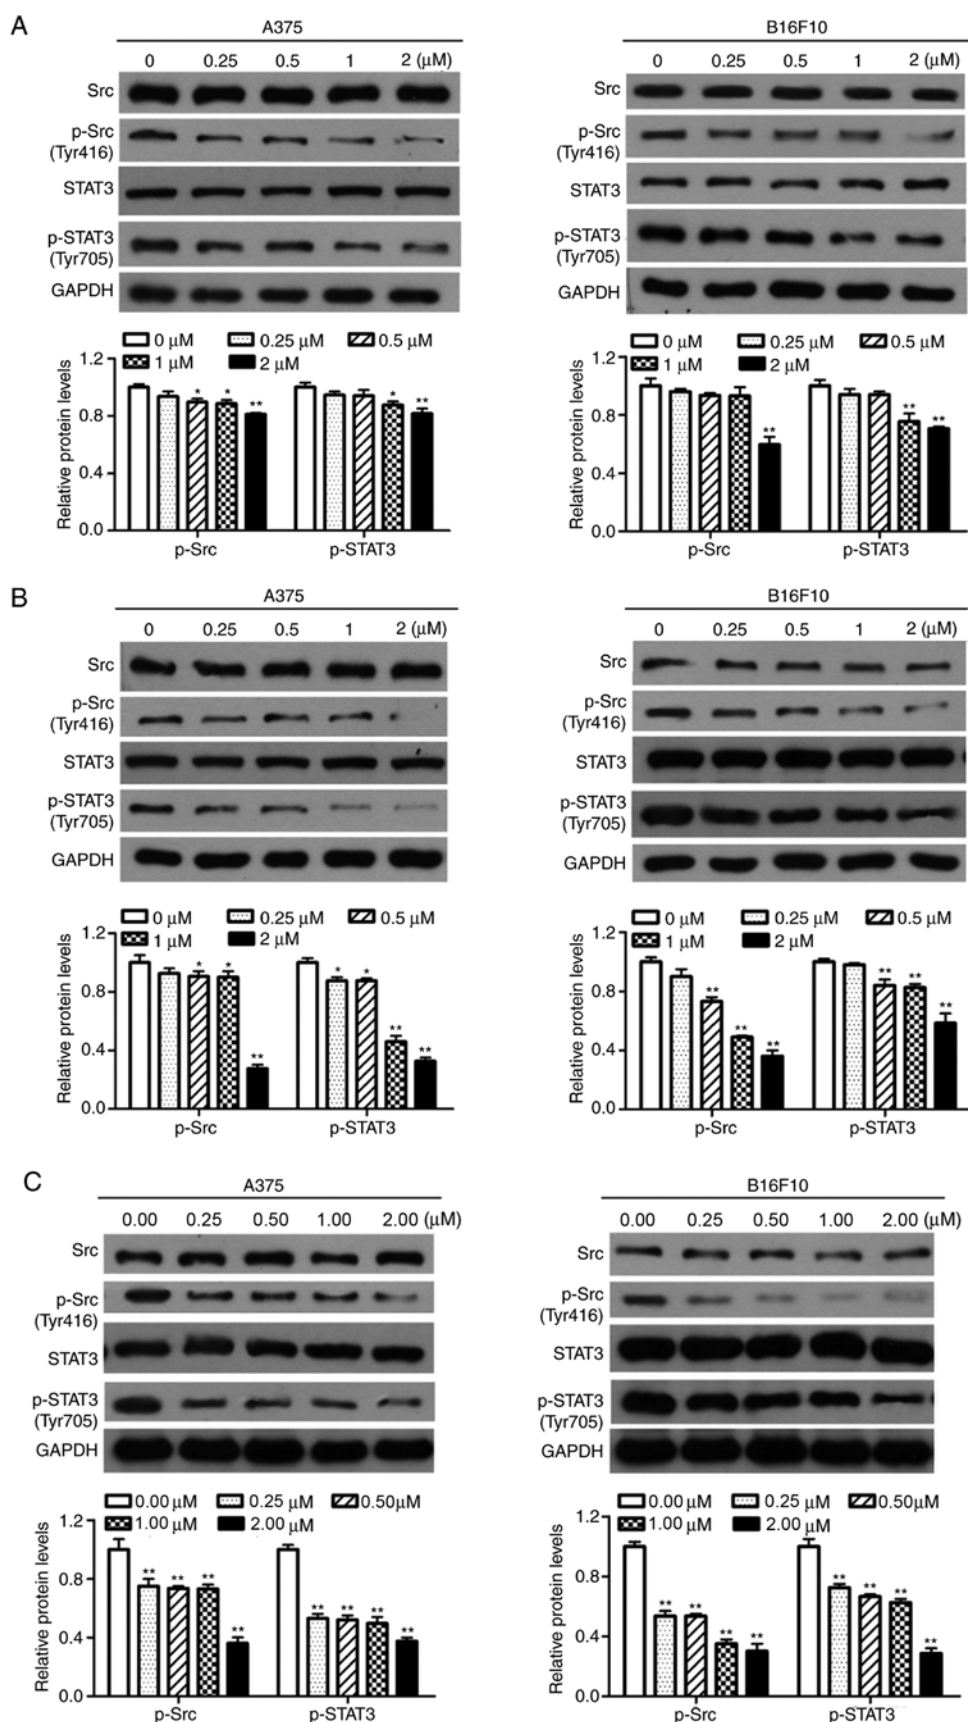 A
A375
0 0.25 0.5 1 2 (μM)
Src
p-Src
(Tyr416)
STAT3
p-STAT3
(Tyr705)
GAPDH
0 μM 0.25 μM 0.5 μM
1 μM 2 μM
Relative protein levels
1.2
0.8
0.4
0.0
* * **
* **
p-Src p-STAT3
B16F10
0 0.25 0.5 1 2 (μM)
Src
p-Src
(Tyr416)
STAT3
p-STAT3
(Tyr705)
GAPDH
0 μM 0.25 μM 0.5 μM
1 μM 2 μM
Relative protein levels
1.2
0.8
0.4
0.0
**
** **
p-Src p-STAT3
B
A375
0 0.25 0.5 1 2 (μM)
Src
p-Src
(Tyr416)
STAT3
p-STAT3
(Tyr705)
GAPDH
0 μM 0.25 μM 0.5 μM
1 μM 2 μM
Relative protein levels
1.2
0.8
0.4
0.0
* * **
* * ** **
p-Src p-STAT3
B16F10
0 0.25 0.5 1 2 (μM)
Src
p-Src
(Tyr416)
STAT3
p-STAT3
(Tyr705)
GAPDH
0 μM 0.25 μM 0.5 μM
1 μM 2 μM
Relative protein levels
1.2
0.8
0.4
0.0
** ** **
** ** **
p-Src p-STAT3
C
A375
0.00 0.25 0.50 1.00 2.00 (μM)
Src
p-Src
(Tyr416)
STAT3
p-STAT3
(Tyr705)
GAPDH
0.00 μM 0.25 μM 0.50μM
1.00 μM 2.00 μM
Relative protein levels
1.2
0.8
0.4
0.0
** ** ** **
** ** ** **
p-Src p-STAT3
B16F10
0.00 0.25 0.50 1.00 2.00 (μM)
Src
p-Src
(Tyr416)
STAT3
p-STAT3
(Tyr705)
GAPDH
0.00 μM 0.25 μM 0.50μM
1.00 μM 2.00 μM
Relative protein levels
1.2
0.8
0.4
0.0
** ** ** **
** ** ** **
p-Src p-STAT3